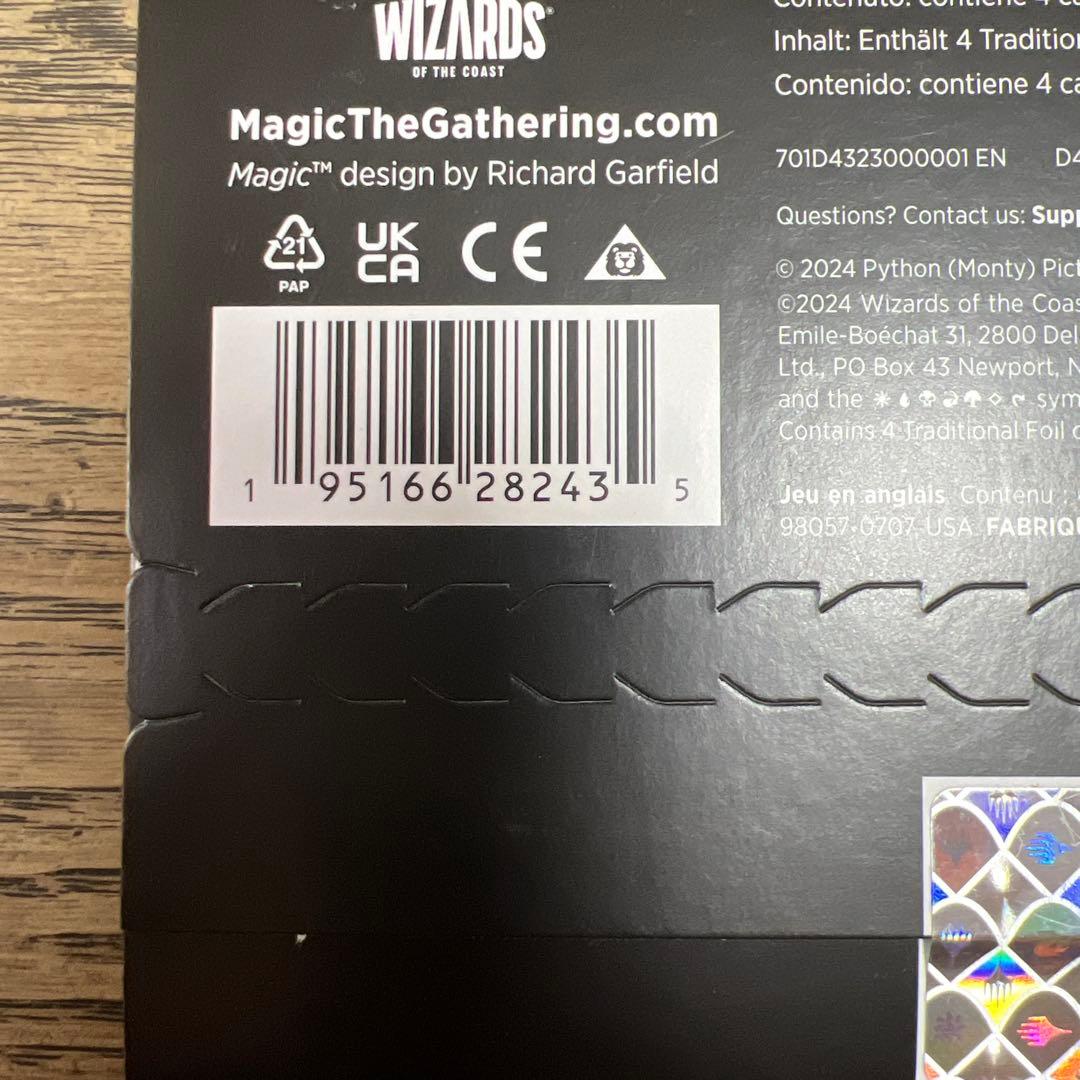 WIZARDS
OF THE COAST
MagicTheGathering.com
Magic™ design by Richard Garfield
21
PAP
UK
CA
CE
1 95166 28243 5
Contenuto: contiene 4
Inhalt: Enthält 4
Contenido: contiene 4
701D4323000001 EN
Questions? Contact us:
© 2024 Python (Monty)
©2024 Wizards of the
Emile-Boéchat 31, 2800
Ltd., PO Box 43 Newport,
and the
Contains 4 Traditional Foil
Jeu en anglais Contenu :
98057-0707, USA.